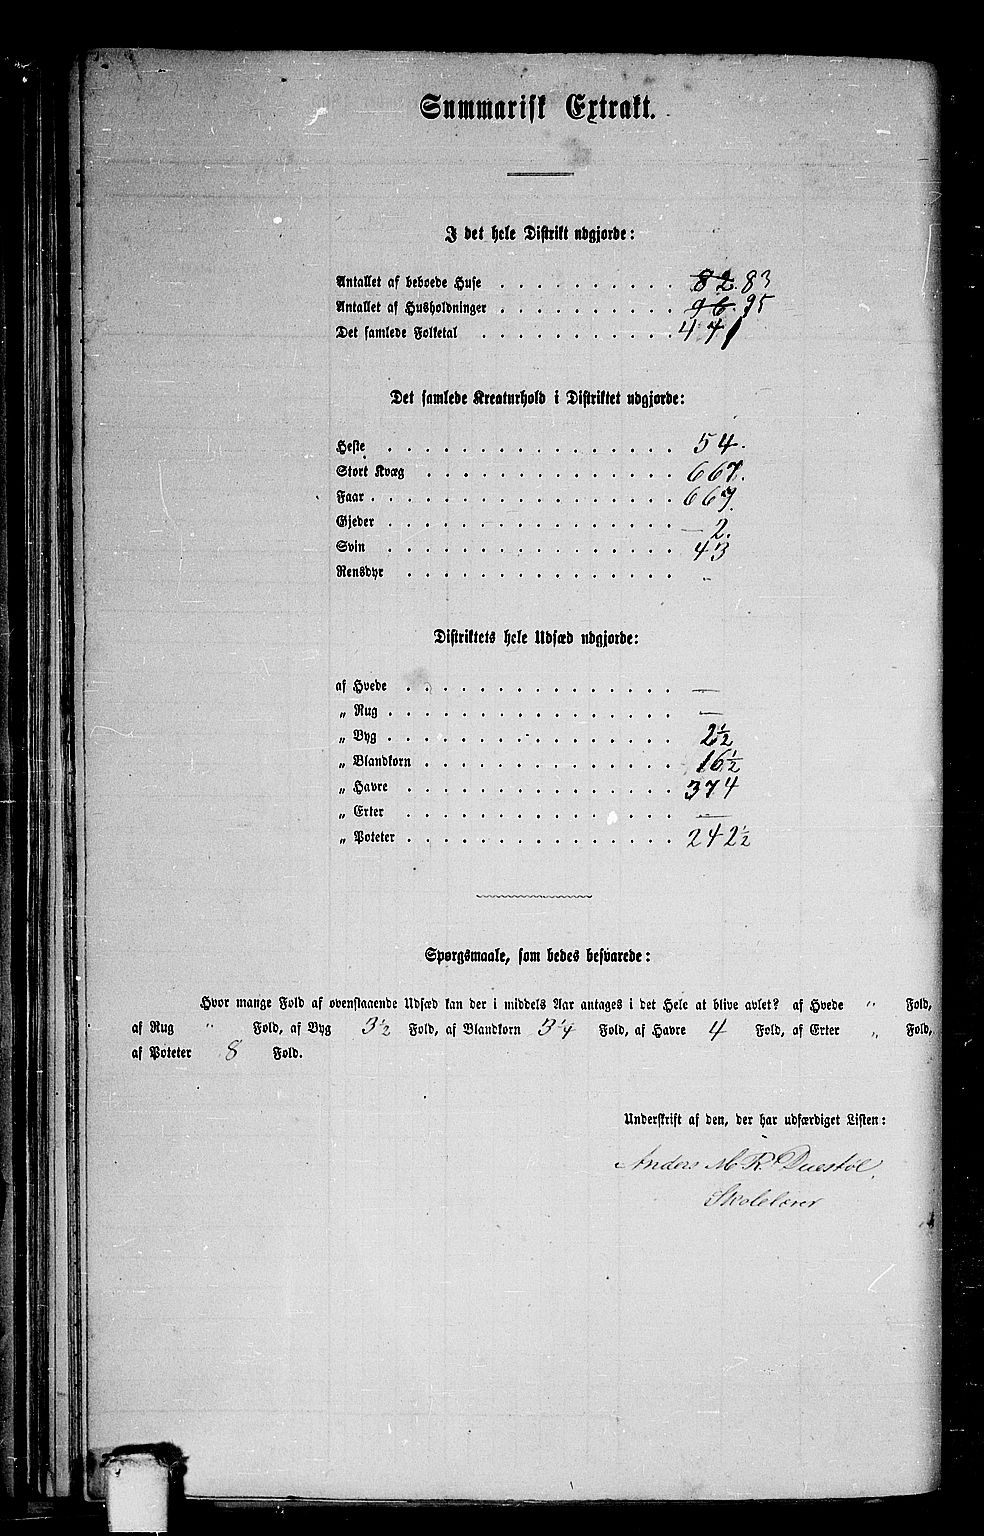 Summarisk Extrakt.
I det hele Distrikt udgjorde:
Antallet af beboede Huse . . . . . . . . . . 82. 83
Antallet af Husholdninger . . . . . . . . . . 96. 95
Det samlede Folketal . . . . . . . . . . . 471
Det samlede Kreaturhold i Distriktet udgjorde:
Heste . . . . . . . . . . . . . . . 54.
Stort Kvæg . . . . . . . . . . . . . . 667.
Faar . . . . . . . . . . . . . . . . 667.
Gjeder . . . . . . . . . . . . . . . — 2.
Svin . . . . . . . . . . . . . . . 43
Rensdyr . . . . . . . . . . . . . . "
Distriktets hele Udsæd udgjorde:
af Hvede . . . . . . . . . . . . . . —
„ Rug . . . . . . . . . . . . . . . —
„ Byg . . . . . . . . . . . . . . . 2½
„ Blandkorn . . . . . . . . . . . . . 16½
„ Havre . . . . . . . . . . . . . . 374
„ Erter . . . . . . . . . . . . . . —
„ Poteter . . . . . . . . . . . . . . 242½
Spørgsmaale, som bedes besvarede:
Hvor mange Fold af ovenstaaende Udsæd kan der i middels Aar antages i det Hele at blive avlet? af Hvede " Fold,
af Rug " Fold, af Byg 3½ Fold, af Blandkorn 3¼ Fold, af Havre 4 Fold, af Erter „ Fold,
af Poteter 8 Fold.
Underskrift af den, der har udfærdiget Listen:
Anders M R Duestøl,
Skolelærer